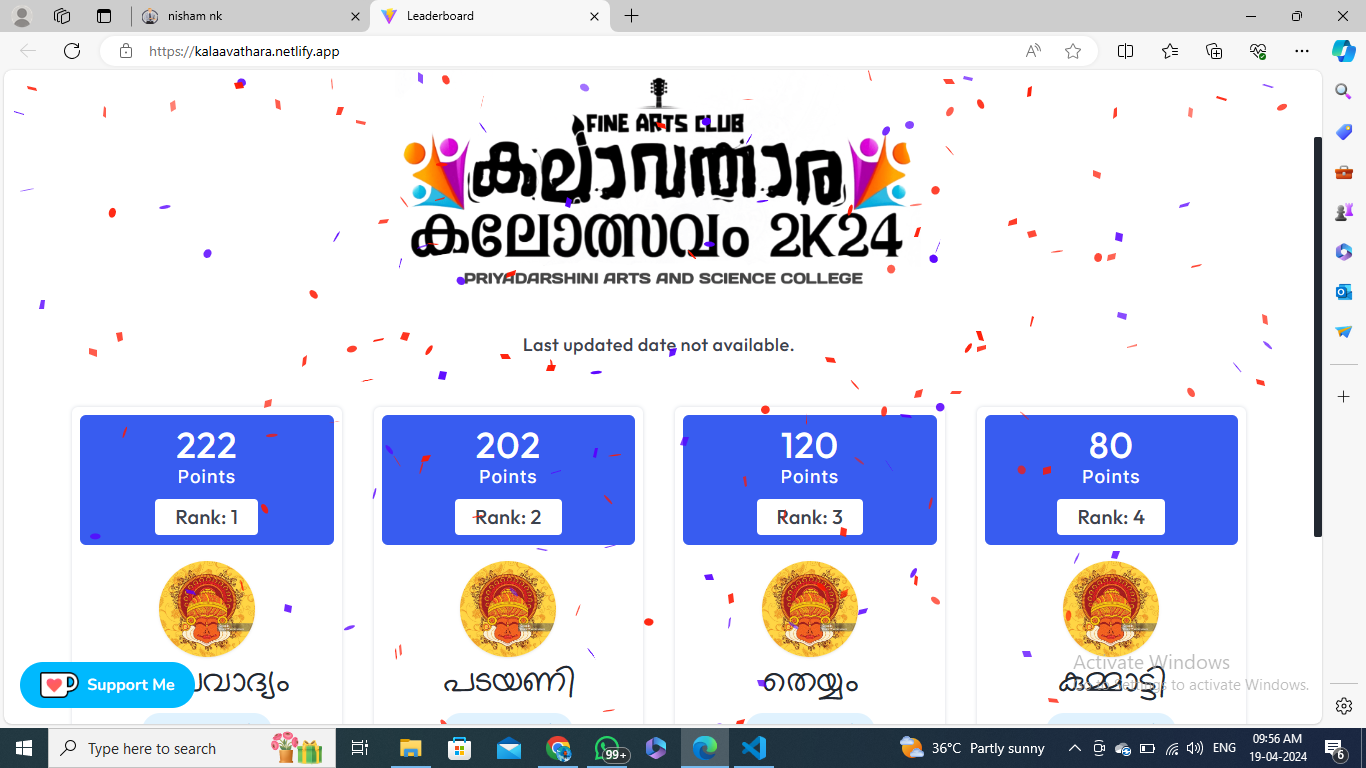 nisham nk
Leaderboard
https://kalaavathara.netlify.app
FINE ARTS CLUB
കലാവതാര
കലോത്സവം 2K24
PRIYADARSHINI ARTS AND SCIENCE COLLEGE
Last updated date not available.
222
Points
Rank: 1
202
Points
Rank: 2
120
Points
Rank: 3
80
Points
Rank: 4
പടയണി
തെയ്യം
കുമ്മാട്ടി
Support Me
Activate Windows
Go to Settings to activate Windows.
Type here to search
99+
36°C Partly sunny
ENG
09:56 AM
19-04-2024
6